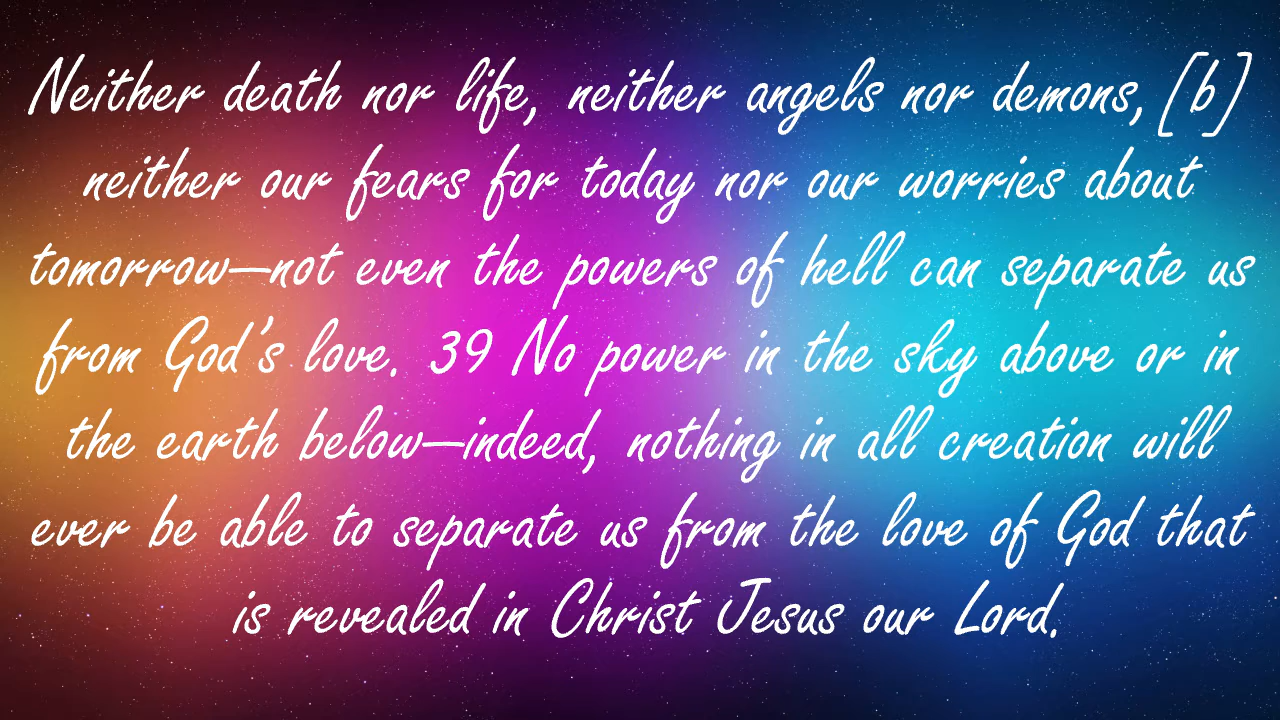 Neither death nor life, neither angels nor demons,[b]
neither our fears for today nor our worries about
tomorrow—not even the powers of hell can separate us
from God's love. 39 No power in the sky above or in
the earth below—indeed, nothing in all creation will
ever be able to separate us from the love of God that
is revealed in Christ Jesus our Lord.